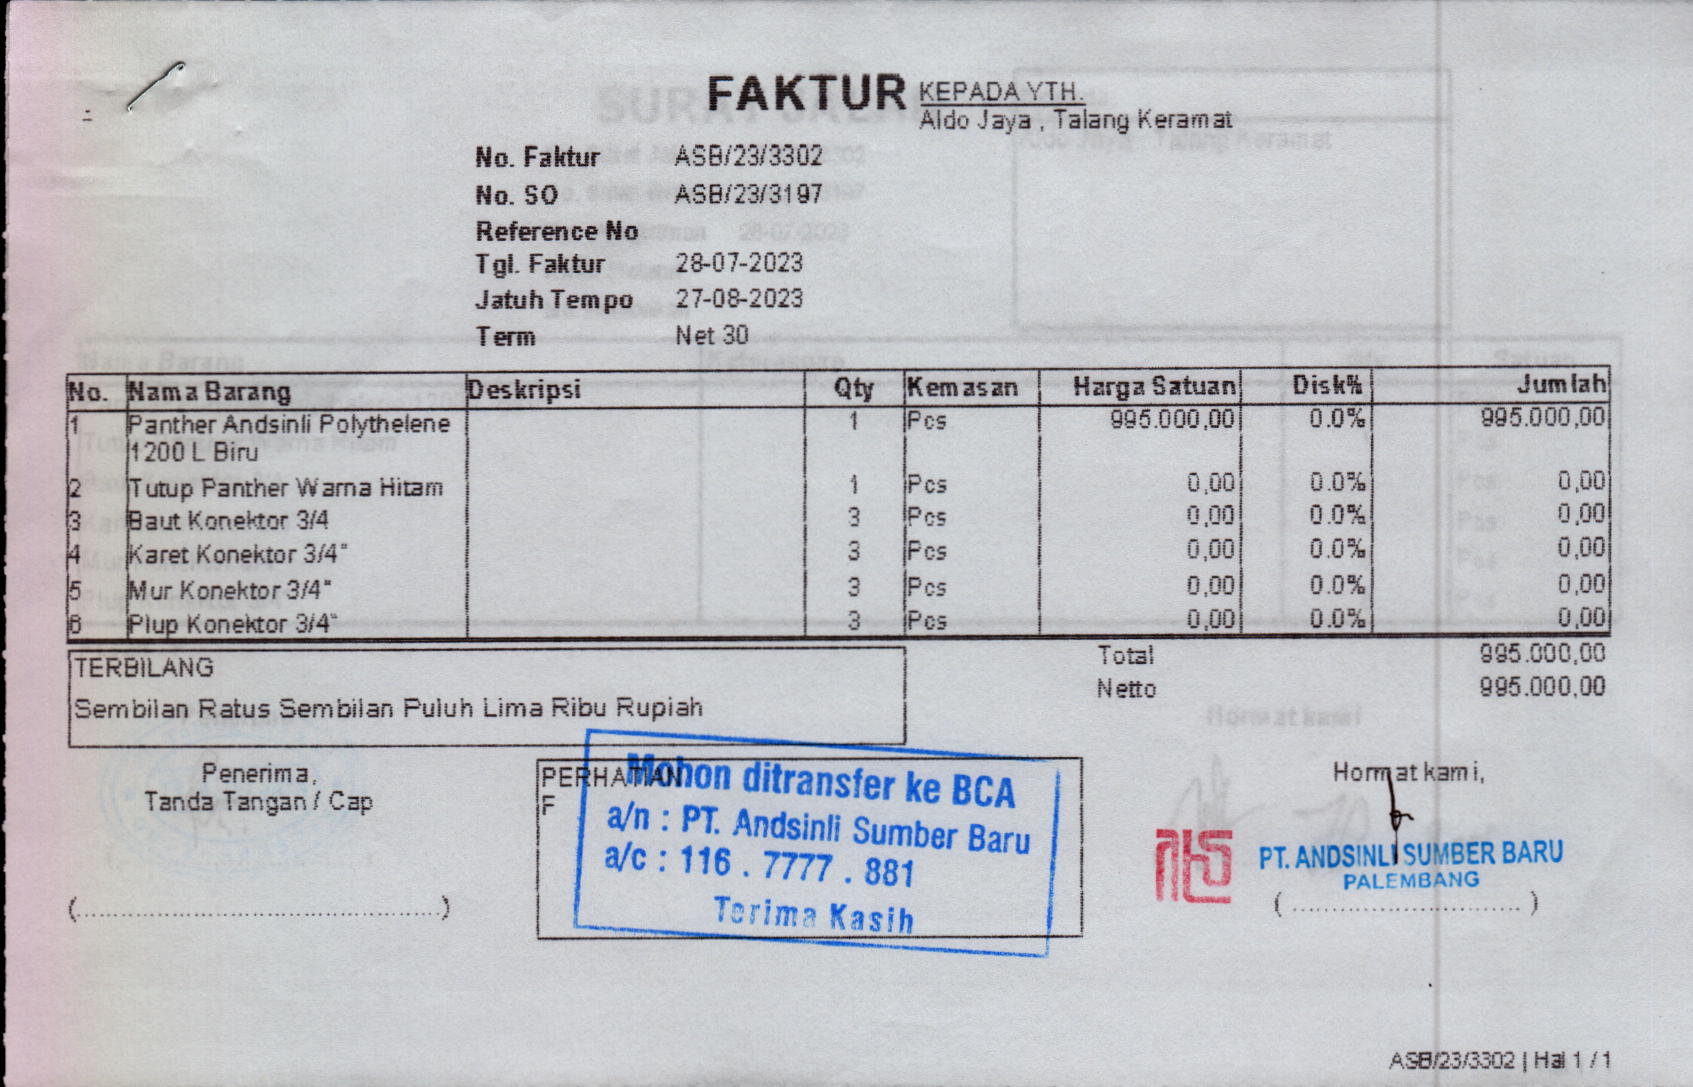 FAKTUR
KEPADA YTH.
Aldo Jaya , Talang Keramat
No. Faktur ASB/23/3302
No. SO ASB/23/3197
Reference No
Tgl. Faktur 28-07-2023
Jatuh Tempo 27-08-2023
Term Net 30
No. Nama Barang Deskripsi Qty Kemasan Harga Satuan Disk% Jumlah
1 Panther Andsinli Polythelene 1 Pcs 995.000,00 0.0% 995.000,00
1200 L Biru
2 Tutup Panther Warna Hitam 1 Pcs 0,00 0.0% 0,00
3 Baut Konektor 3/4 3 Pcs 0,00 0.0% 0,00
4 Karet Konektor 3/4" 3 Pcs 0,00 0.0% 0,00
5 Mur Konektor 3/4" 3 Pcs 0,00 0.0% 0,00
6 Plup Konektor 3/4" 3 Pcs 0,00 0.0% 0,00
Total 995.000,00
Netto 995.000,00
TERBILANG
Sembilan Ratus Sembilan Puluh Lima Ribu Rupiah
Penerima,
Tanda Tangan / Cap
(........................................)
PERHATIAN
F
Mohon ditransfer ke BCA
a/n : PT. Andsinli Sumber Baru
a/c : 116 . 7777 . 881
Terima Kasih
Hormat kami,
PT. ANDSINLI SUMBER BARU
PALEMBANG
(.........................)
ASB/23/3302 | Hal 1 / 1